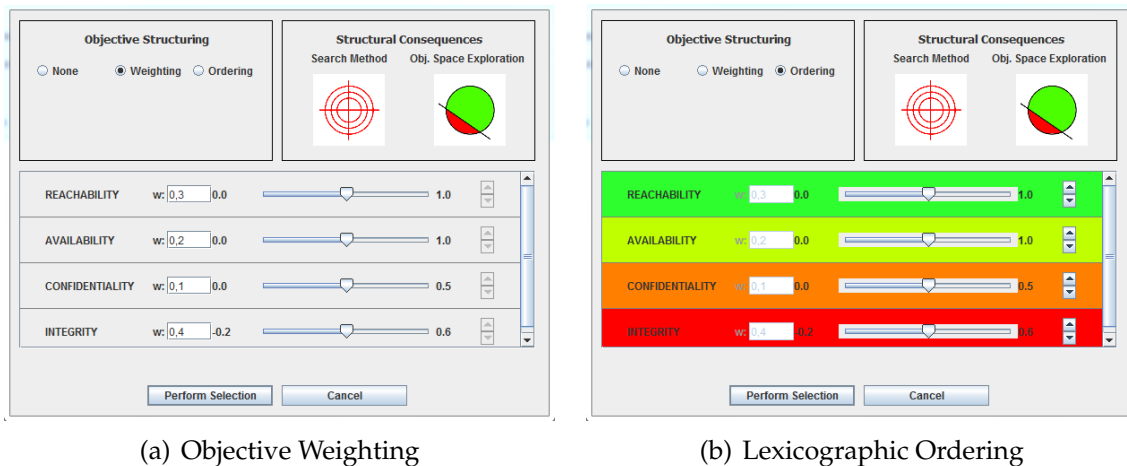 Objective Structuring
None Weighting Ordering
Structural Consequences
Search Method Obj. Space Exploration
REACHABILITY w: 0,3 0.0 1.0
AVAILABILITY w: 0,2 0.0 1.0
CONFIDENTIALITY w: 0,1 0.0 0.5
INTEGRITY w: 0,4 -0.2 0.6
Perform Selection Cancel
(a) Objective Weighting
Objective Structuring
None Weighting Ordering
Structural Consequences
Search Method Obj. Space Exploration
REACHABILITY w: 0,3 0.0 1.0
AVAILABILITY w: 0,2 0.0 1.0
CONFIDENTIALITY w: 0,1 0.0 0.5
INTEGRITY w: 0,4 -0.2 0.6
Perform Selection Cancel
(b) Lexicographic Ordering